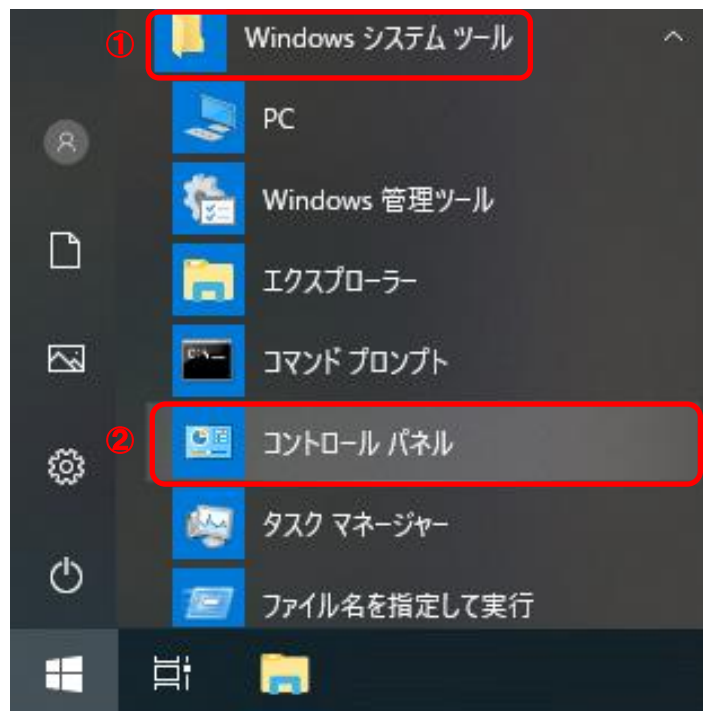 ① Windows システム ツール
PC
Windows 管理ツール
エクスプローラー
コマンド プロンプト
② コントロール パネル
タスク マネージャー
ファイル名を指定して実行